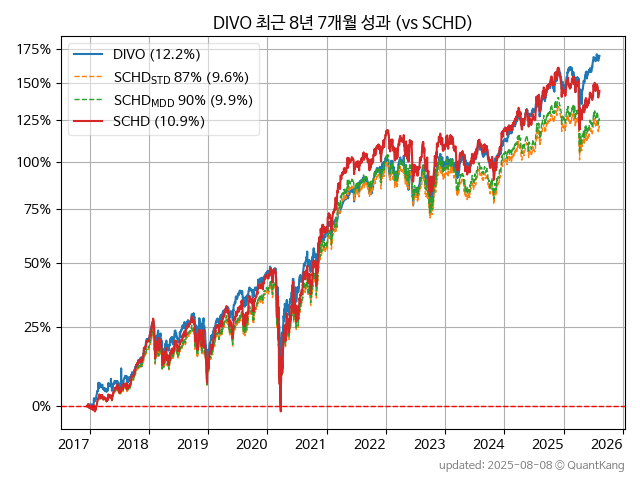 DIVO 최근 8년 7개월 성과 (vs SCHD)
175%
150%
125%
100%
75%
50%
25%
0%
DIVO (12.2%)
SCHD_STD 87% (9.6%)
SCHD_MDD 90% (9.9%)
SCHD (10.9%)
2017 2018 2019 2020 2021 2022 2023 2024 2025 2026
updated: 2025-08-08 © QuantKang